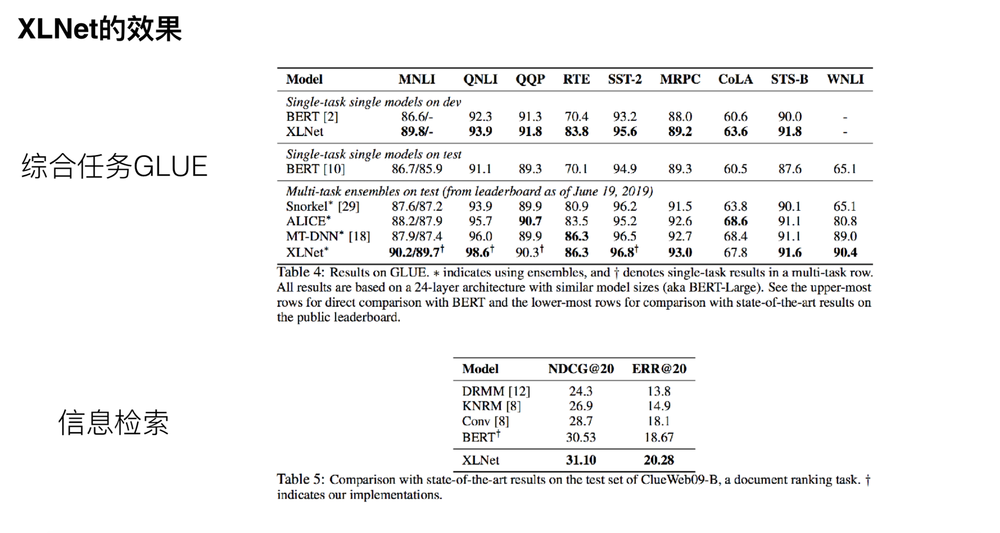 XLNet的效果
Model MNLI QNLI QQP RTE SST-2 MRPC CoLA STS-B WNLI
Single-task single models on dev
BERT [2] 86.6/- 92.3 91.3 70.4 93.2 88.0 60.6 90.0 -
XLNet 89.8/- 93.9 91.8 83.8 95.6 89.2 63.6 91.8 -
Single-task single models on test
综合任务GLUE
BERT [10] 86.7/85.9 91.1 89.3 70.1 94.9 89.3 60.5 87.6 65.1
Multi-task ensembles on test (from leaderboard as of June 19, 2019)
Snorkel* [29] 87.6/87.2 93.9 89.9 80.9 96.2 91.5 63.8 90.1 65.1
ALICE* 88.2/87.9 95.7 90.7 83.5 95.2 92.6 68.6 91.1 80.8
MT-DNN* [18] 87.9/87.4 96.0 89.9 86.3 96.5 92.7 68.4 91.1 89.0
XLNet* 90.2/89.7† 98.6† 90.3† 86.3 96.8† 93.0 67.8 91.6 90.4
Table 4: Results on GLUE. * indicates using ensembles, and † denotes single-task results in a multi-task row.
All results are based on a 24-layer architecture with similar model sizes (aka BERT-Large). See the upper-most
rows for direct comparison with BERT and the lower-most rows for comparison with state-of-the-art results on
the public leaderboard.
Model NDCG@20 ERR@20
DRMM [12] 24.3 13.8
KNRM [8] 26.9 14.9
信息检索
Conv [8] 28.7 18.1
BERT† 30.53 18.67
XLNet 31.10 20.28
Table 5: Comparison with state-of-the-art results on the test set of ClueWeb09-B, a document ranking task. †
indicates our implementations.